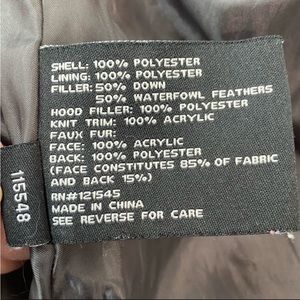 SHELL: 100% POLYESTER
LINING: 100% POLYESTER
FILLER: 50% DOWN
50% WATERFOWL FEATHERS
HOOD FILLER: 100% POLYESTER
KNIT TRIM: 100% ACRYLIC
FAUX FUR:
FACE: 100% ACRYLIC
BACK: 100% POLYESTER
(FACE CONSTITUTES 85% OF FABRIC
AND BACK 15%)
RN#121545
MADE IN CHINA
SEE REVERSE FOR CARE
115548